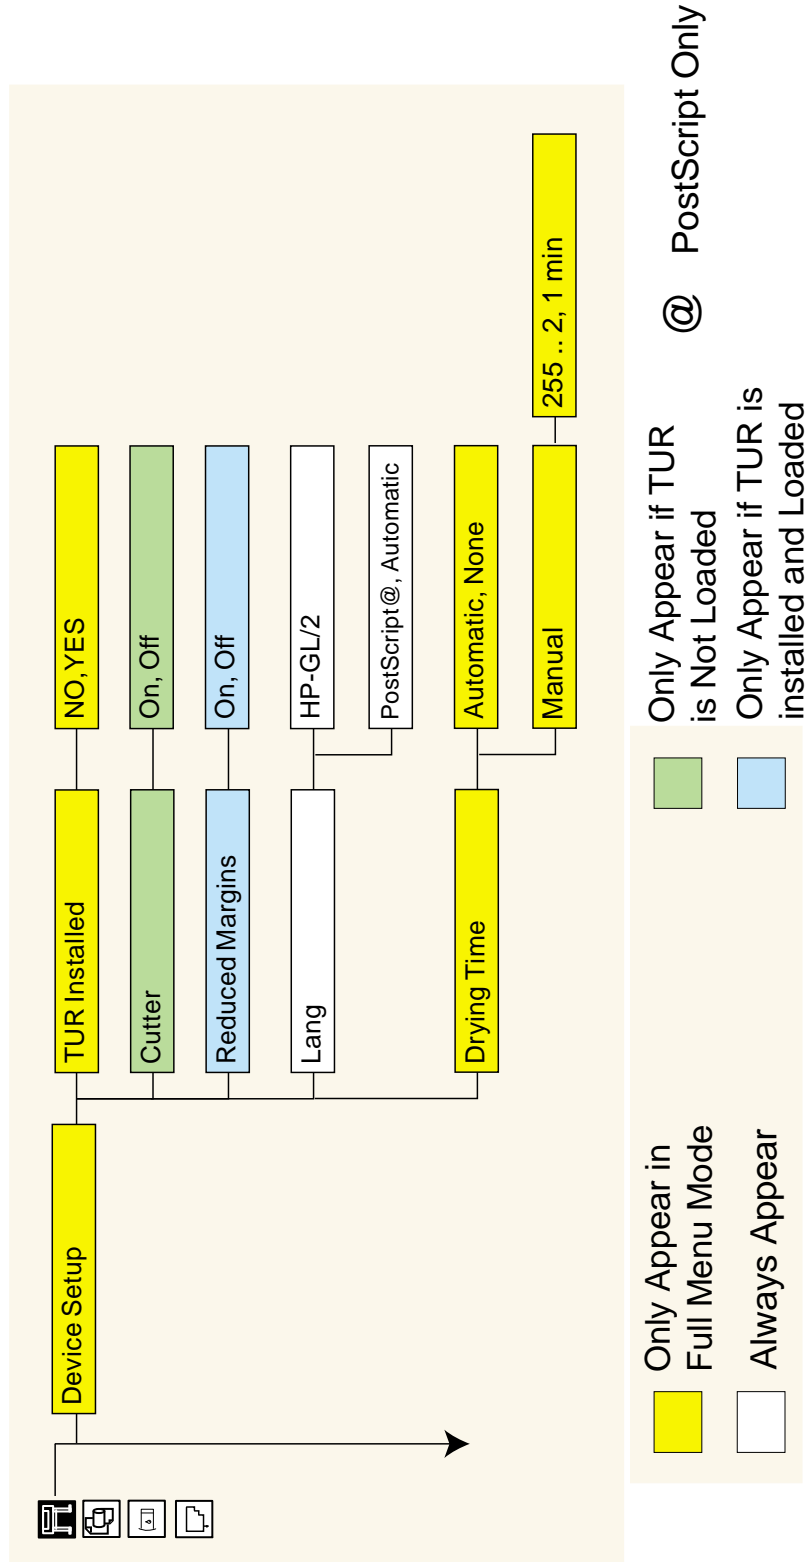 Device Setup
TUR Installed
NO,YES
Cutter
On, Off
Reduced Margins
On, Off
Lang
HP-GL/2
PostScript@, Automatic
Drying Time
Automatic, None
Manual
255 .. 2, 1 min
Only Appear in
Full Menu Mode
Always Appear
Only Appear if TUR
is Not Loaded
Only Appear if TUR is
installed and Loaded
@ PostScript Only